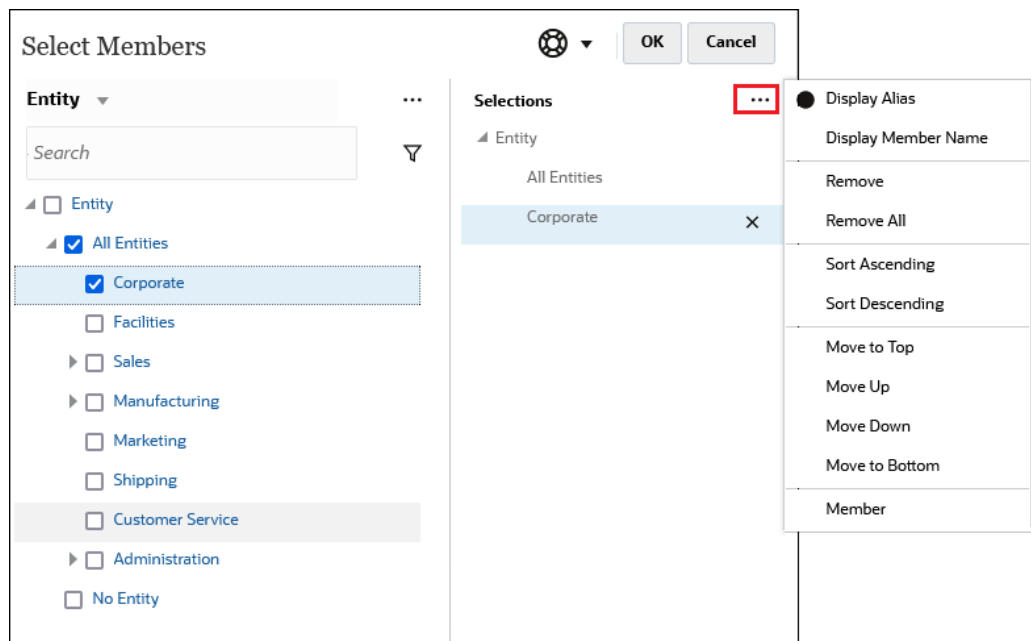 Select Members
OK
Cancel
Entity
Search
Entity
All Entities
Corporate
Facilities
Sales
Manufacturing
Marketing
Shipping
Customer Service
Administration
No Entity
Selections
Entity
All Entities
Corporate
Display Alias
Display Member Name
Remove
Remove All
Sort Ascending
Sort Descending
Move to Top
Move Up
Move Down
Move to Bottom
Member